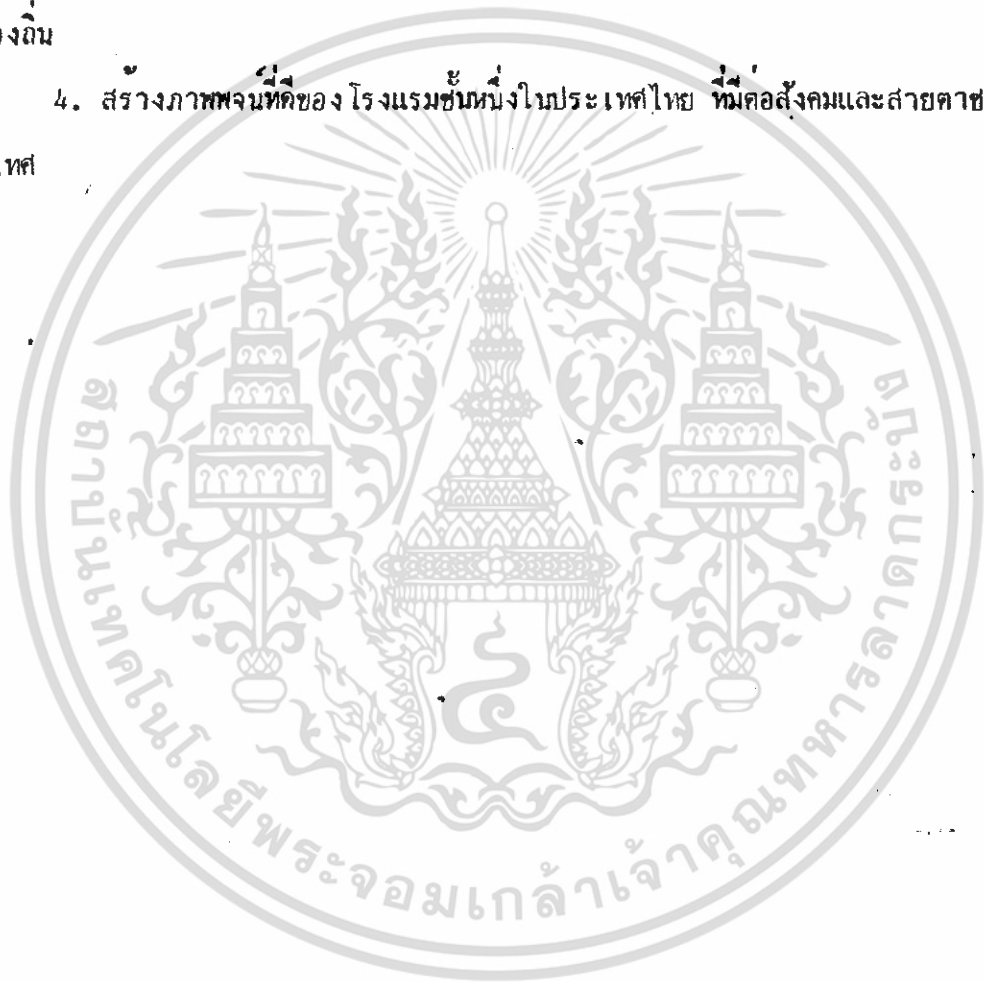 องถิ่น
4. สร้างภาพพจน์ที่ดีของโรงแรมชั้นหนึ่งในประเทศไทย ที่มีต่อสังคมและสายตาช
เทศ
สถาบันเทคโนโลยีพระจอมเกล้าเจ้าคุณทหารลาดกระบัง
๔